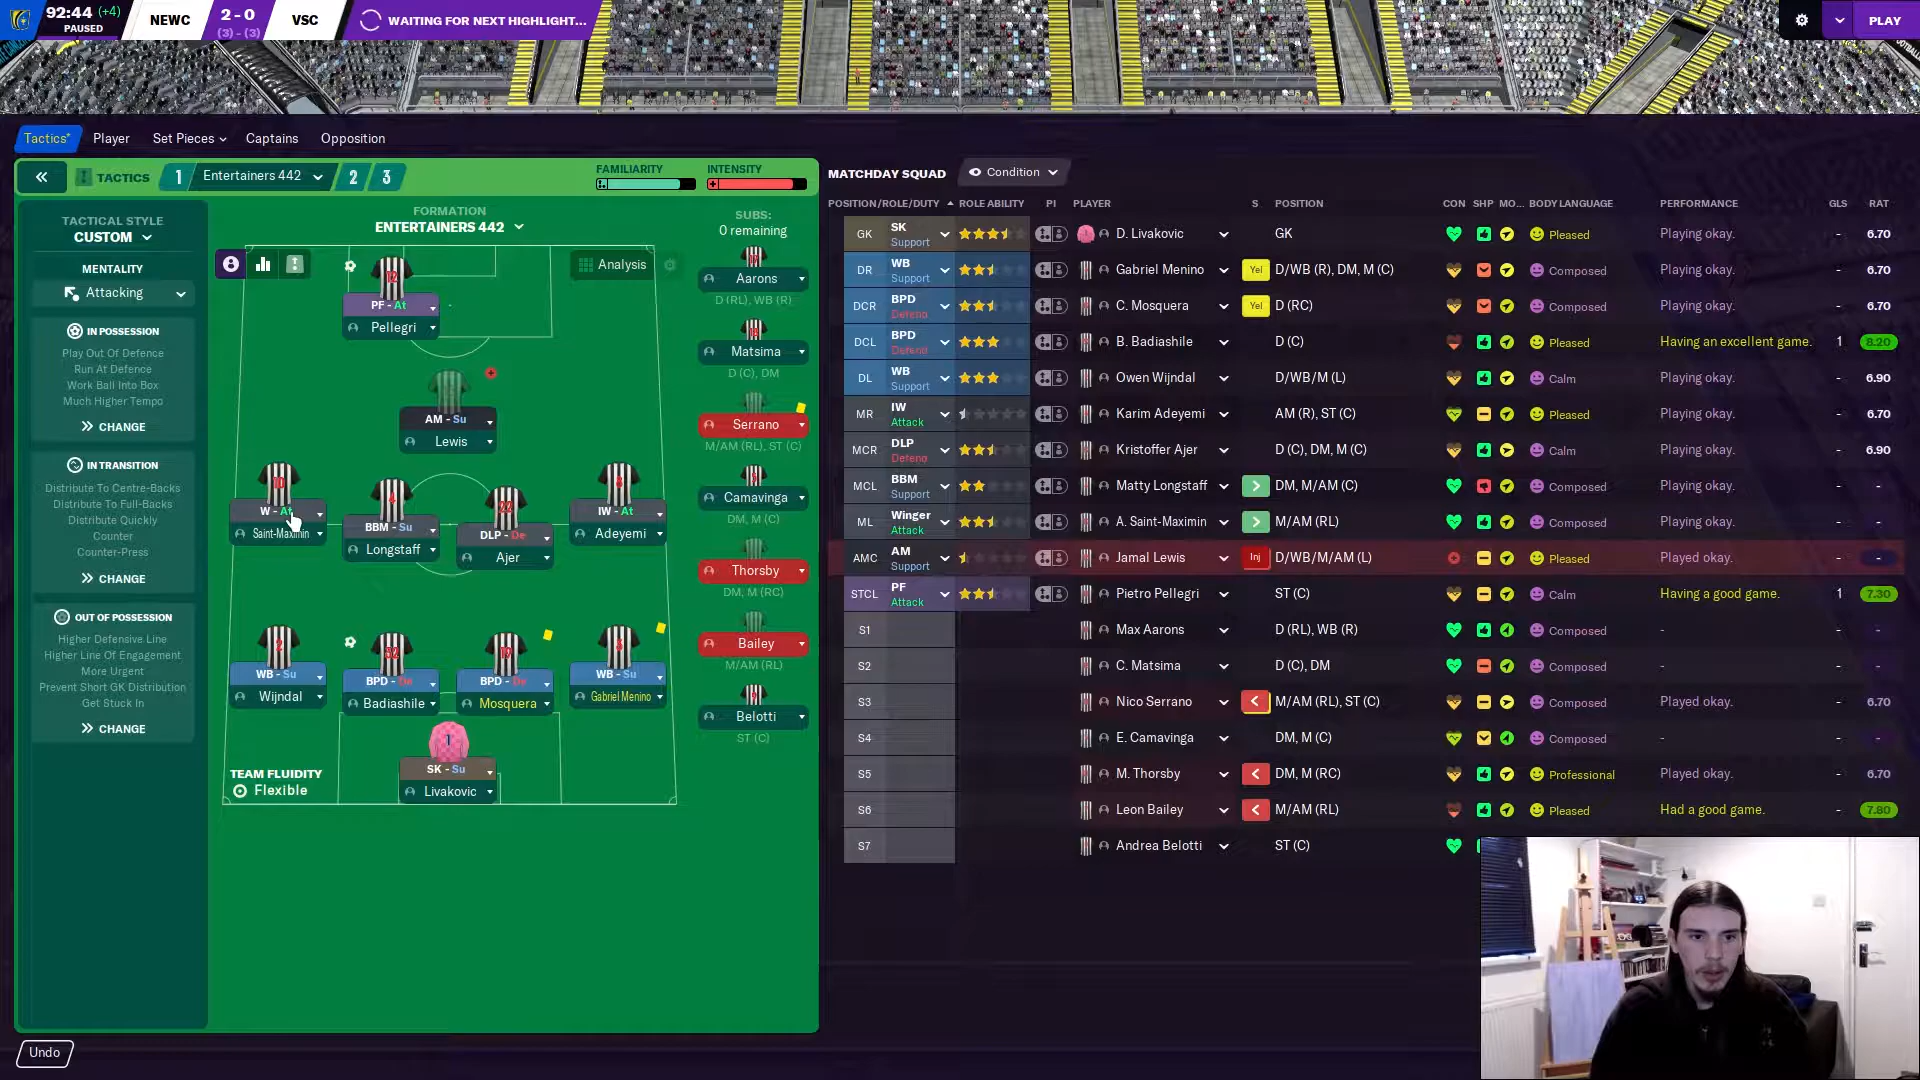 92:44 (+4)
PAUSED
NEWC
2 - 0
(3) - (3)
VSC
WAITING FOR NEXT HIGHLIGHT...
PLAY
Tactics*
Player
Set Pieces
Captains
Opposition
TACTICS
1
Entertainers 442
2
3
FAMILIARITY
INTENSITY
TACTICAL STYLE
CUSTOM
MENTALITY
Attacking
IN POSSESSION
Play Out Of Defence
Run At Defence
Work Ball Into Box
Much Higher Tempo
CHANGE
IN TRANSITION
Distribute To Centre-Backs
Distribute To Full-Backs
Distribute Quickly
Counter
Counter-Press
CHANGE
OUT OF POSSESSION
Higher Defensive Line
Higher Line Of Engagement
More Urgent
Prevent Short GK Distribution
Get Stuck In
CHANGE
FORMATION
ENTERTAINERS 442
Analysis
PF - At
Pellegri
AM - Su
Lewis
W - At
Saint-Maximin
BBM - Su
Longstaff
DLP - De
Ajer
IW - At
Adeyemi
WB - Su
Wijndal
BPD - De
Badiashile
BPD - De
Mosquera
WB - Su
Gabriel Menino
1
SK - Su
Livakovic
TEAM FLUIDITY
Flexible
SUBS:
0 remaining
Aarons
D (RL), WB (R)
Matsima
D (C), DM
Serrano
M/AM (RL), ST (C)
Camavinga
DM, M (C)
Thorsby
DM, M (RC)
Bailey
M/AM (RL)
Belotti
ST (C)
Undo
MATCHDAY SQUAD
Condition
POSITION/ROLE/DUTY ROLE ABILITY PI PLAYER S POSITION CON SHP MO... BODY LANGUAGE PERFORMANCE GLS RAT
GK SK Support D. Livakovic GK Pleased Playing okay. - 6.70
DR WB Support Gabriel Menino Yel D/WB (R), DM, M (C) Composed Playing okay. - 6.70
DCR BPD Defend C. Mosquera Yel D (RC) Composed Playing okay. - 6.70
DCL BPD Defend B. Badiashile D (C) Pleased Having an excellent game. 1 8.20
DL WB Support Owen Wijndal D/WB/M (L) Calm Playing okay. - 6.90
MR IW Attack Karim Adeyemi AM (R), ST (C) Pleased Playing okay. - 6.70
MCR DLP Defend Kristoffer Ajer D (C), DM, M (C) Calm Playing okay. - 6.90
MCL BBM Support Matty Longstaff DM, M/AM (C) Composed Playing okay. - -
ML Winger Attack A. Saint-Maximin M/AM (RL) Composed Playing okay. - -
AMC AM Support Jamal Lewis Inj D/WB/M/AM (L) Pleased Played okay. - -
STCL PF Attack Pietro Pellegri ST (C) Calm Having a good game. 1 7.30
S1 Max Aarons D (RL), WB (R) Composed - - -
S2 C. Matsima D (C), DM Composed - - -
S3 Nico Serrano M/AM (RL), ST (C) Composed Played okay. - 6.70
S4 E. Camavinga DM, M (C) Composed - - -
S5 M. Thorsby DM, M (RC) Professional Played okay. - 6.70
S6 Leon Bailey M/AM (RL) Pleased Had a good game. - 7.80
S7 Andrea Belotti ST (C)